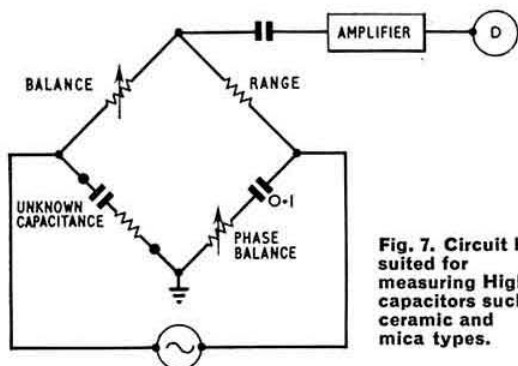 AMPLIFIER
D
BALANCE
RANGE
UNKNOWN
CAPACITANCE
0·1
PHASE
BALANCE
Fig. 7. Circuit
suited for
measuring High
capacitors such
ceramic and
mica types.